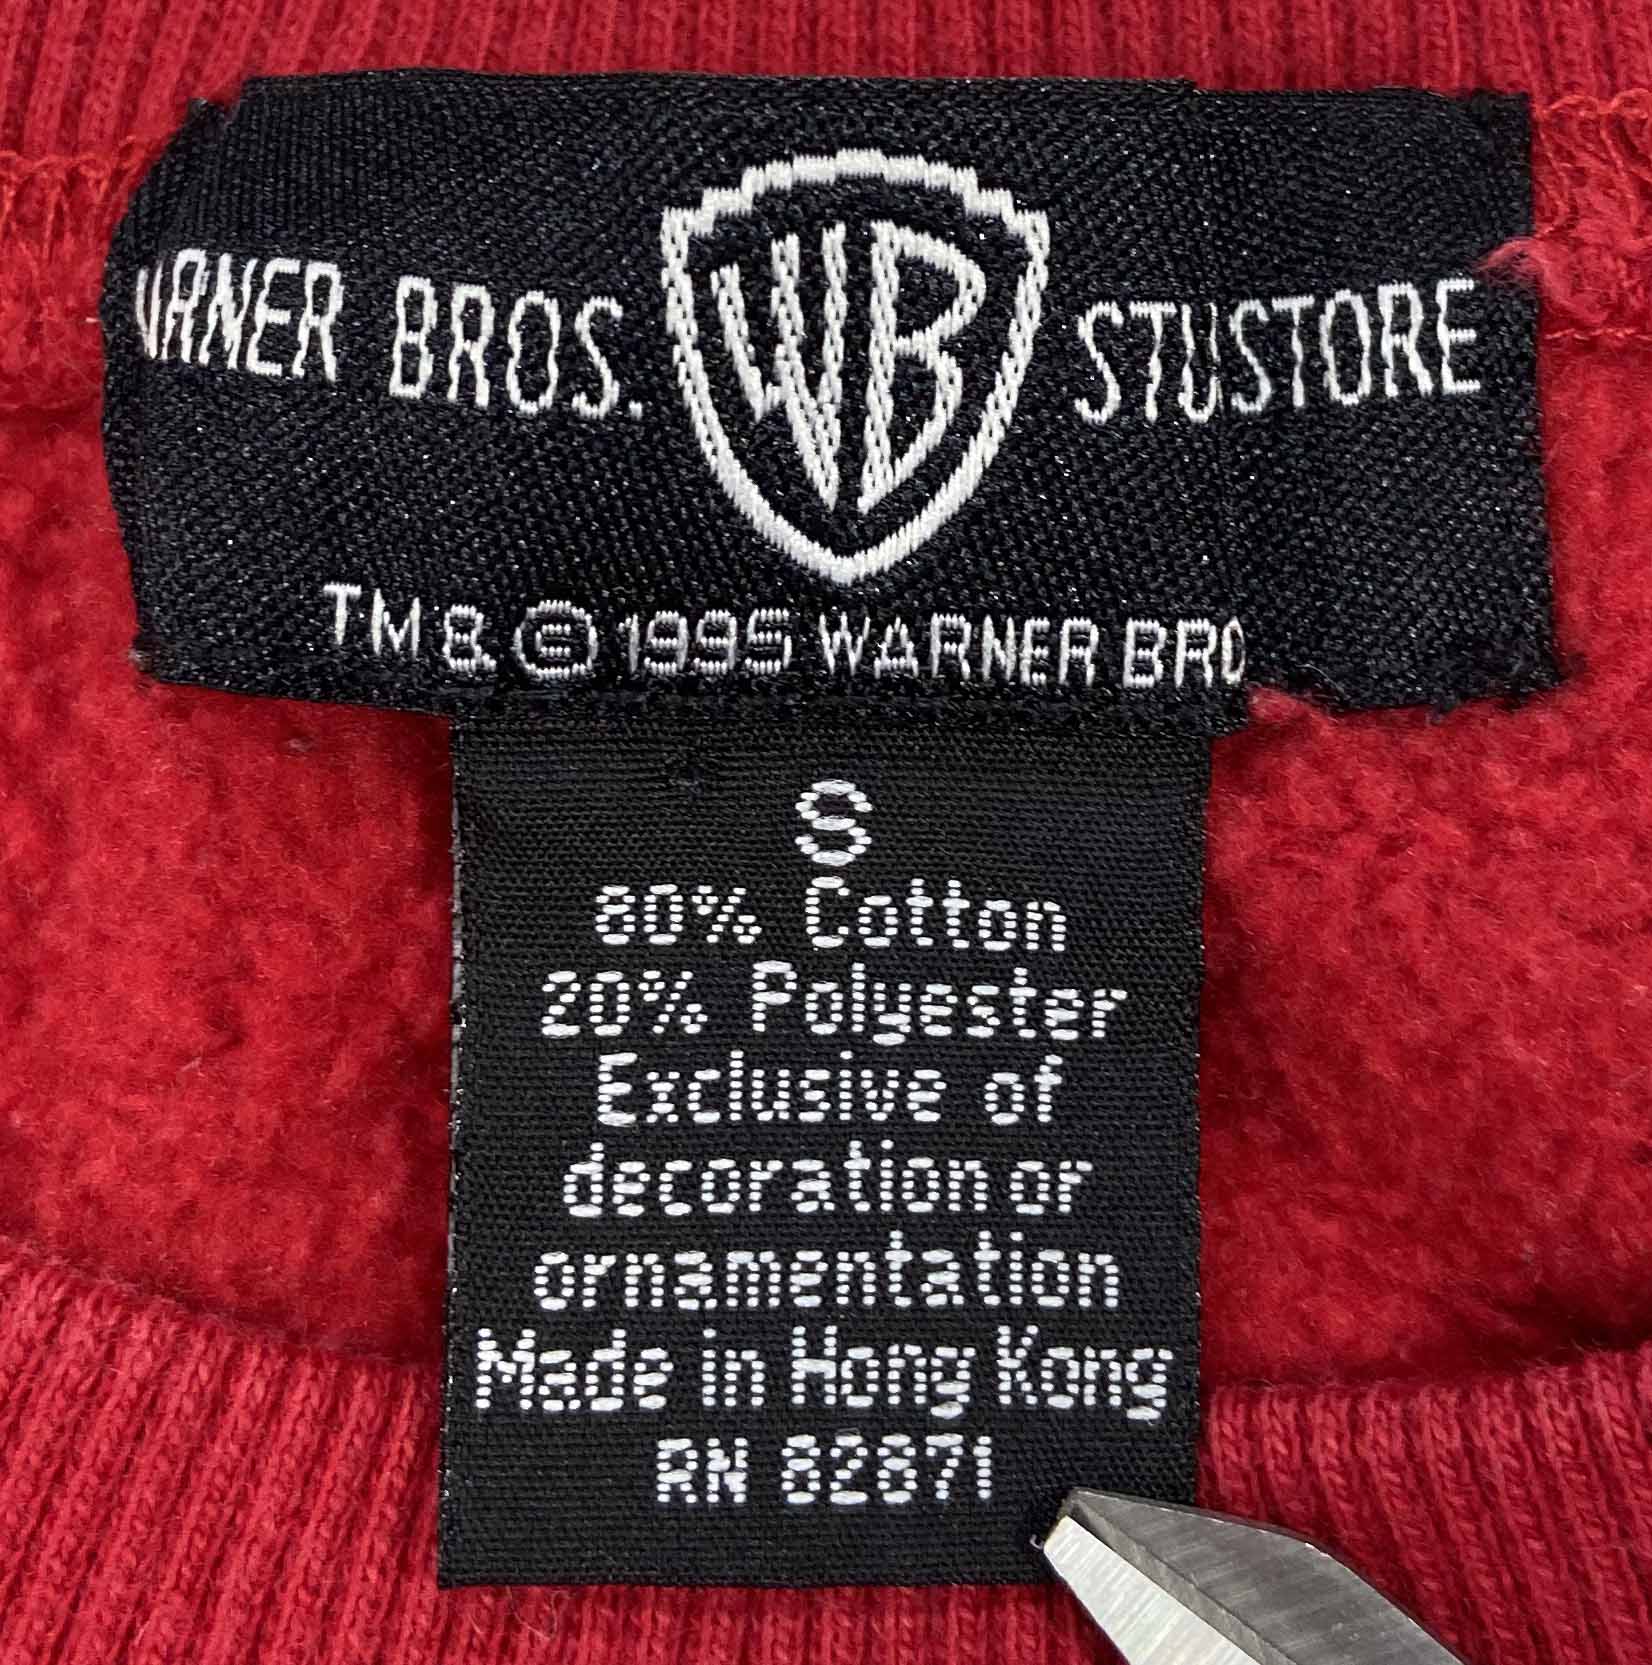 WARNER BROS. WB STUSTORE
TM & © 1995 WARNER BRO
S
80% Cotton
20% Polyester
Exclusive of
decoration or
ornamentation
Made in Hong Kong
RN 82871